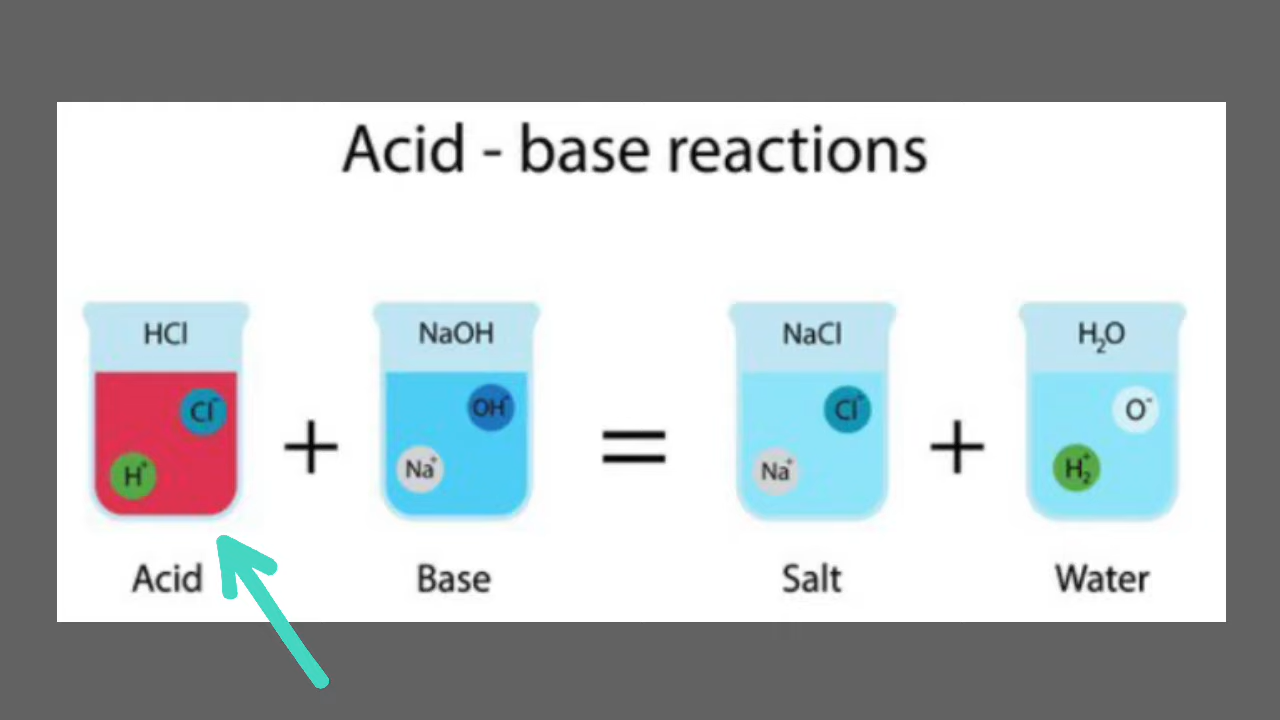 Acid - base reactions
HCl NaOH NaCl H₂O
Cl⁻ OH⁻ Cl⁻ O⁻
H⁺ Na⁺ Na⁺ H₂⁺
+ = +
Acid Base Salt Water